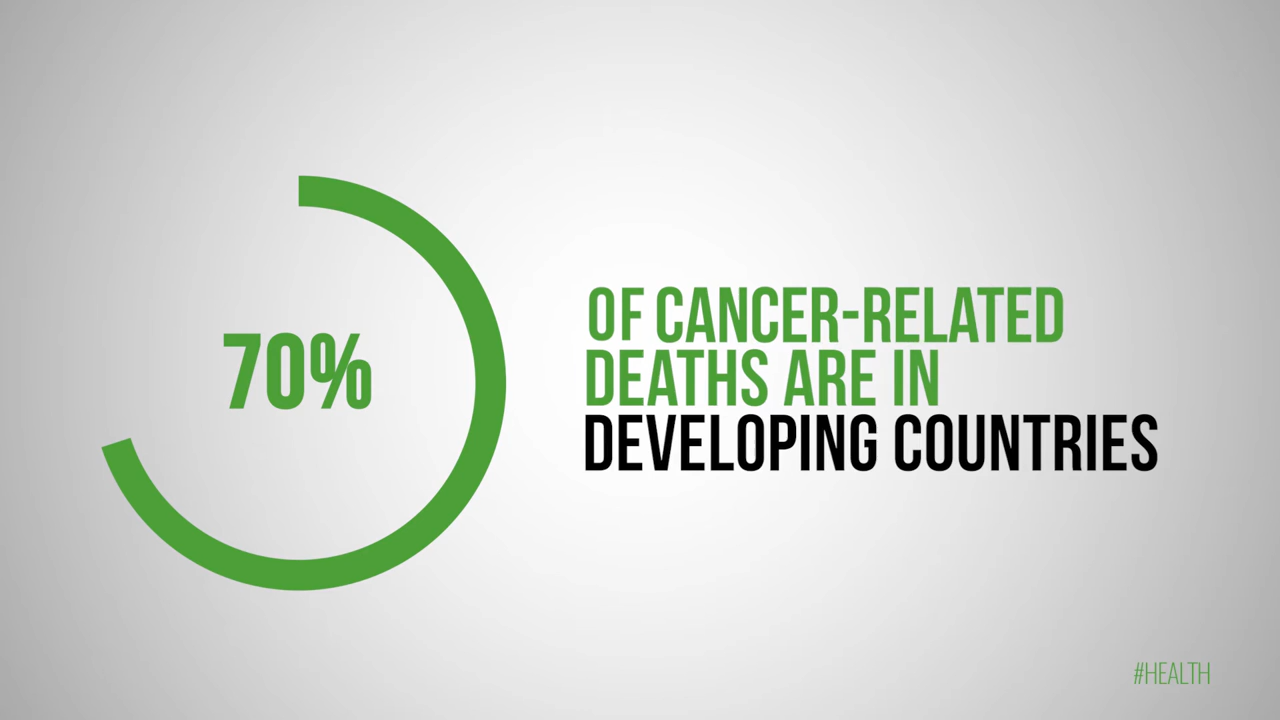 70%
OF CANCER-RELATED
DEATHS ARE IN
DEVELOPING COUNTRIES
#HEALTH